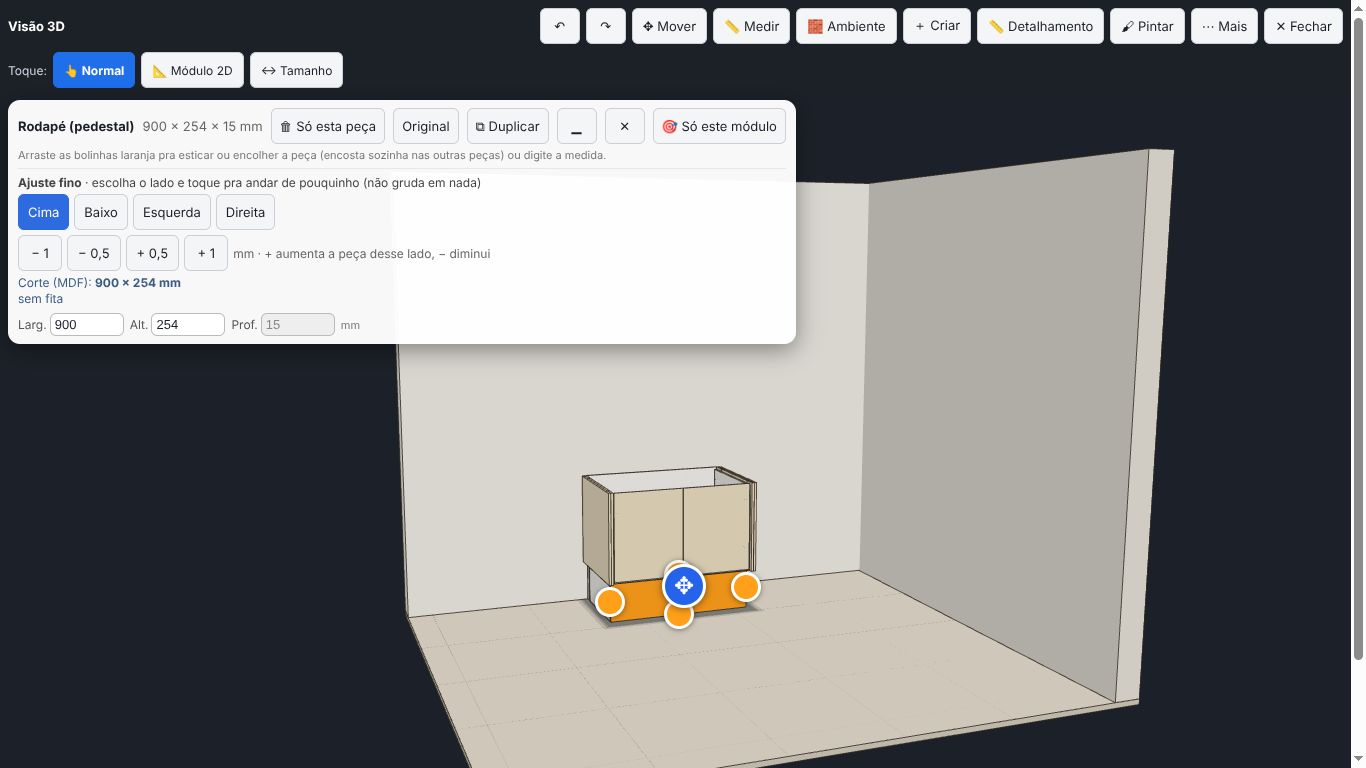 Visão 3D
↶ ↷ ✥ Mover 📏 Medir 🧱 Ambiente + Criar 📏 Detalhamento 🖌 Pintar ⋯ Mais ✕ Fechar
Toque: 👆 Normal 📐 Módulo 2D ↔ Tamanho
Rodapé (pedestal) 900 × 254 × 15 mm 🗑 Só esta peça Original ⧉ Duplicar ▁ ✕ 🎯 Só este módulo
Arraste as bolinhas laranja pra esticar ou encolher a peça (encosta sozinha nas outras peças) ou digite a medida.
Ajuste fino · escolha o lado e toque pra andar de pouquinho (não gruda em nada)
Cima Baixo Esquerda Direita
− 1 − 0,5 + 0,5 + 1 mm · + aumenta a peça desse lado, − diminui
Corte (MDF): 900 × 254 mm
sem fita
Larg. 900 Alt. 254 Prof. 15 mm